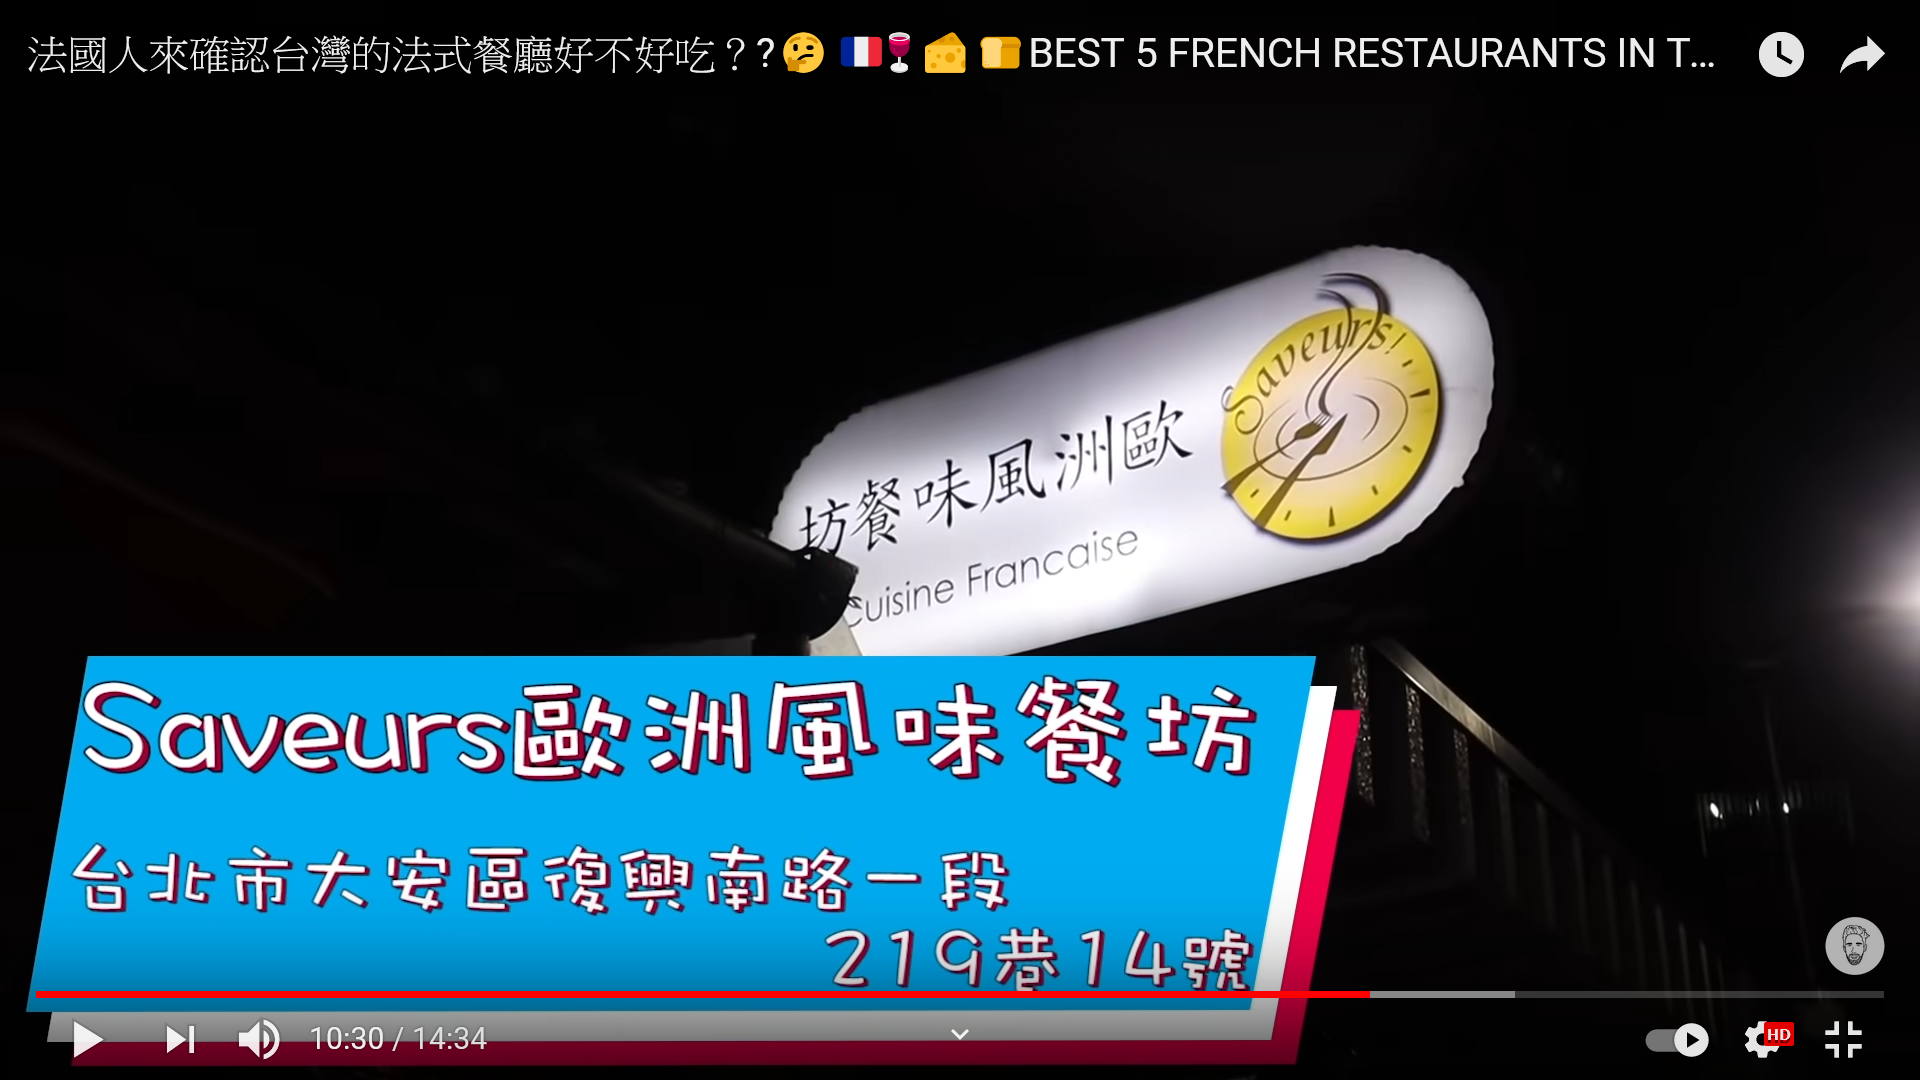 法國人來確認台灣的法式餐廳好不好吃？?🤔 🇫🇷🍷🧀 🍞BEST 5 FRENCH RESTAURANTS IN T...
Saveurs!
坊餐味風洲歐
Cuisine Francaise
Saveurs歐洲風味餐坊
台北市大安區復興南路一段
219巷14號
10:30 / 14:34
HD